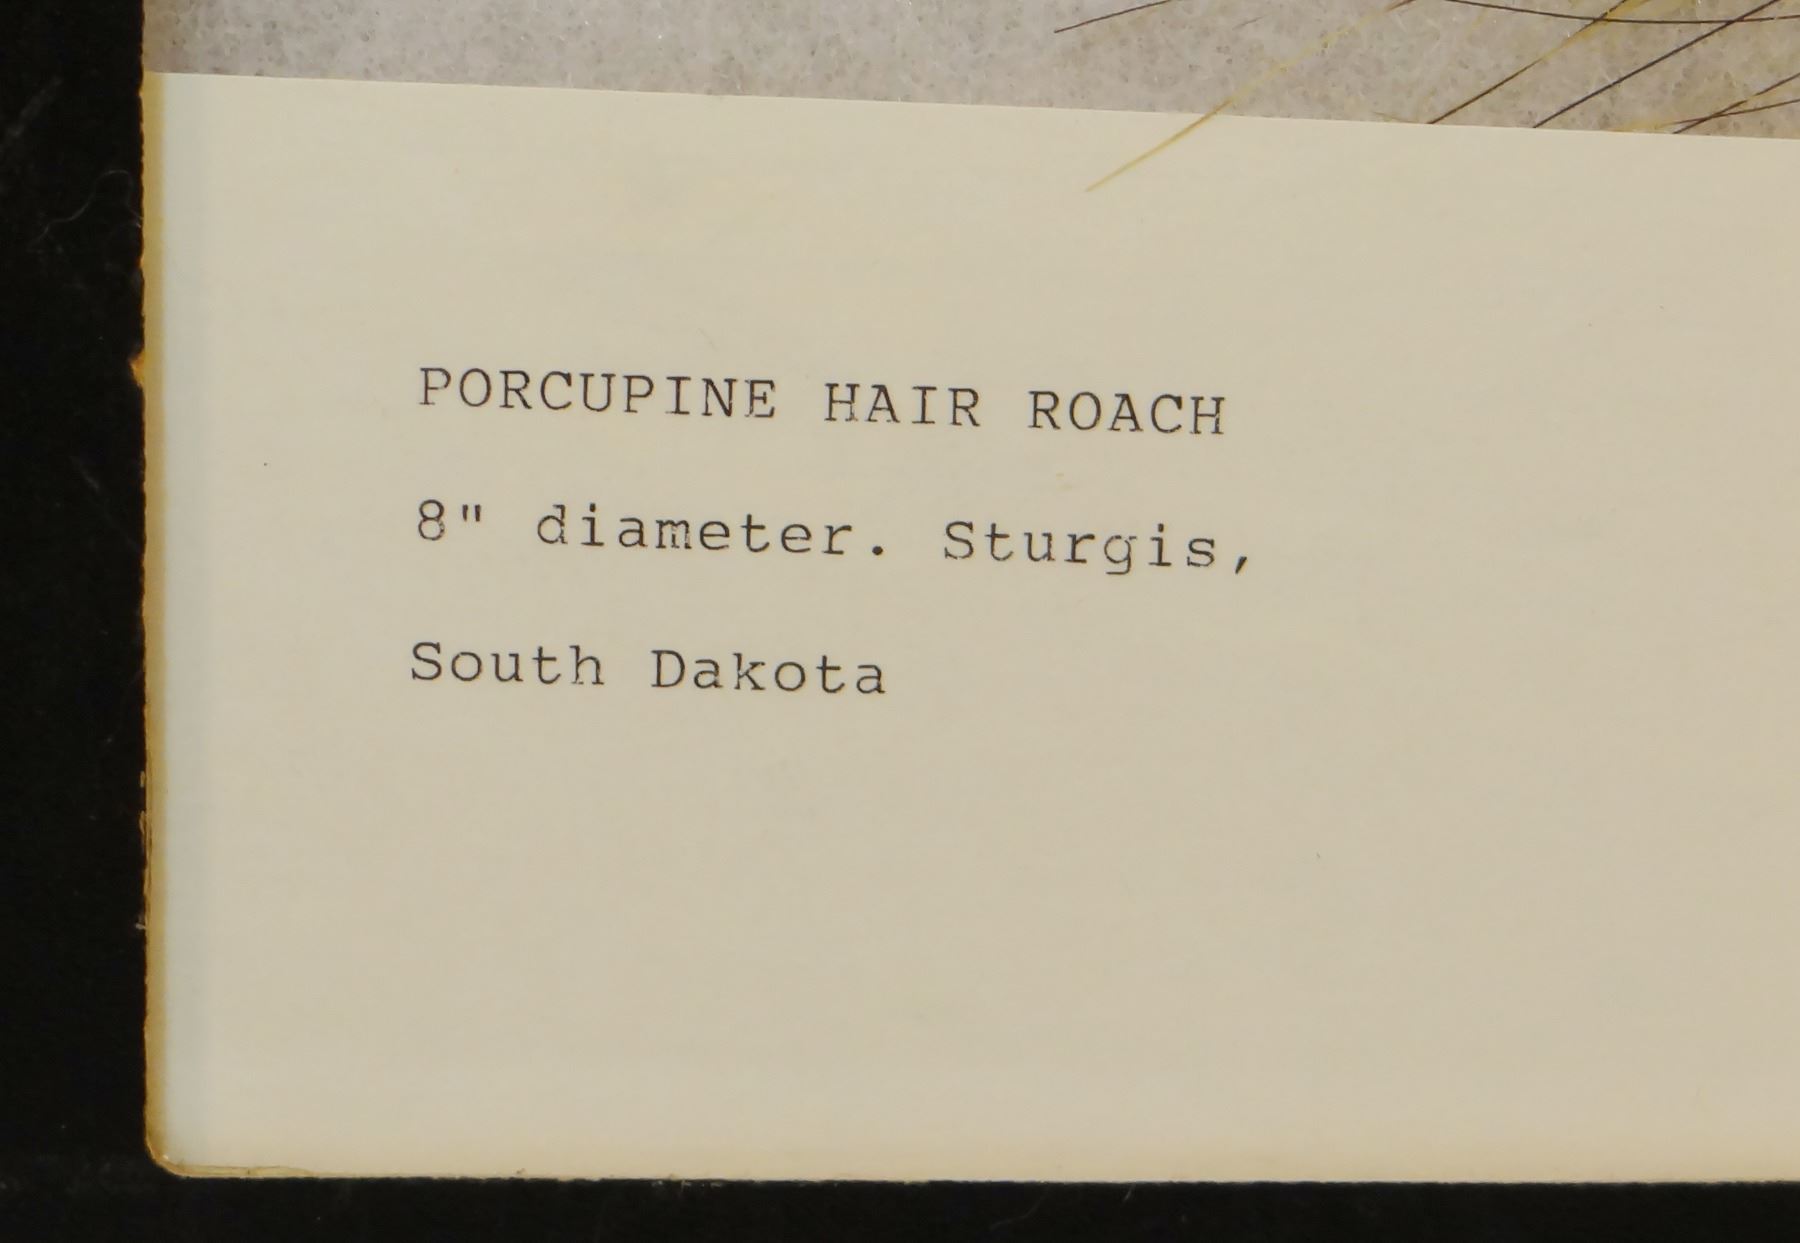 PORCUPINE HAIR ROACH
8" diameter. Sturgis,
South Dakota